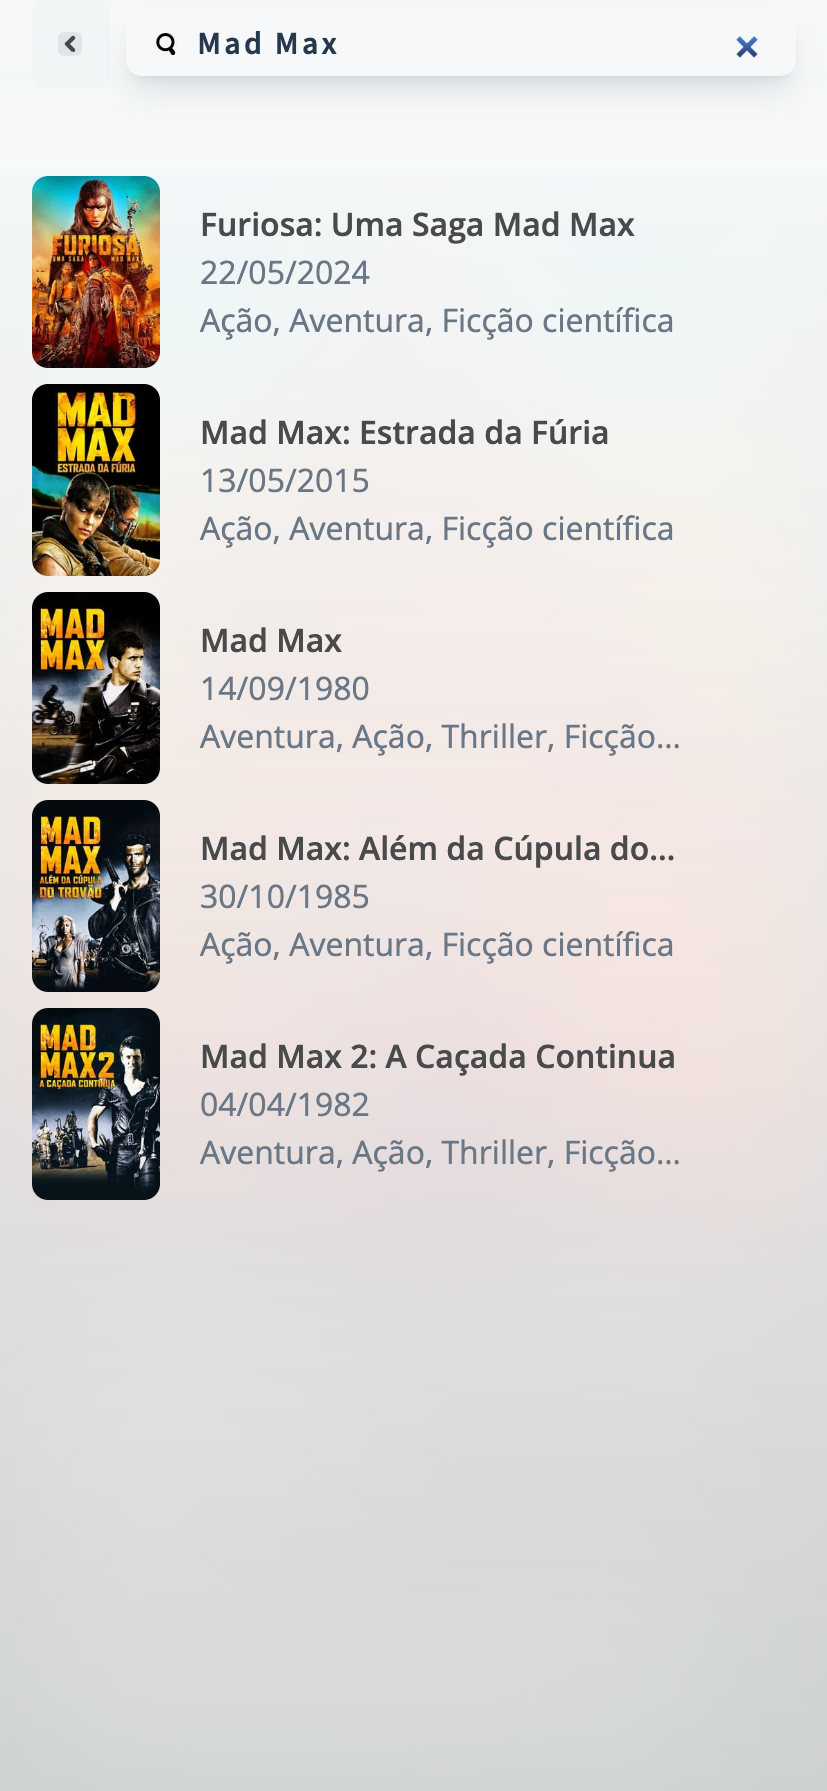 Mad Max
FURIOSA
UMA SAGA MAD MAX
Furiosa: Uma Saga Mad Max
22/05/2024
Ação, Aventura, Ficção científica
MAD
MAX
ESTRADA DA FÚRIA
Mad Max: Estrada da Fúria
13/05/2015
Ação, Aventura, Ficção científica
MAD
MAX
Mad Max
14/09/1980
Aventura, Ação, Thriller, Ficção...
MAD
MAX
ALÉM DA CÚPULA
DO TROVÃO
Mad Max: Além da Cúpula do...
30/10/1985
Ação, Aventura, Ficção científica
MAD
MAX2
A CAÇADA CONTINUA
Mad Max 2: A Caçada Continua
04/04/1982
Aventura, Ação, Thriller, Ficção...